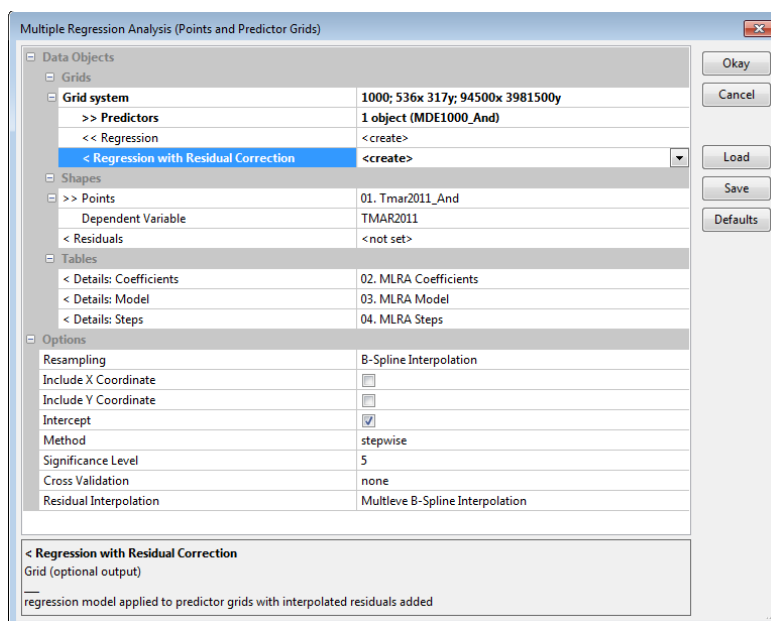 Multiple Regression Analysis (Points and Predictor Grids)
Data Objects
Grids
Grid system 1000; 536x 317y; 94500x 3981500y
>> Predictors 1 object (MDE1000_And)
<< Regression <create>
< Regression with Residual Correction <create>
Shapes
>> Points 01. Tmar2011_And
Dependent Variable TMAR2011
< Residuals <not set>
Tables
< Details: Coefficients 02. MLRA Coefficients
< Details: Model 03. MLRA Model
< Details: Steps 04. MLRA Steps
Options
Resampling B-Spline Interpolation
Include X Coordinate
Include Y Coordinate
Intercept
Method stepwise
Significance Level 5
Cross Validation none
Residual Interpolation Multleve B-Spline Interpolation
Okay
Cancel
Load
Save
Defaults
< Regression with Residual Correction
Grid (optional output)
___
regression model applied to predictor grids with interpolated residuals added